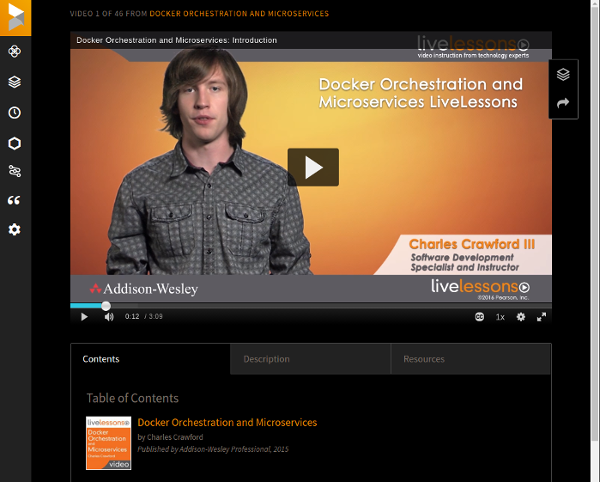 VIDEO 1 OF 46 FROM DOCKER ORCHESTRATION AND MICROSERVICES
Docker Orchestration and Microservices: Introduction
livelessons
video instruction from technology experts
Docker Orchestration and
Microservices LiveLessons
Charles Crawford III
Software Development
Specialist and Instructor
Addison-Wesley
livelessons
©2016 Pearson, Inc.
0:12 / 3:09
CC
1x
Contents
Description
Resources
Table of Contents
livelessons
Docker
Orchestration
and
Microservices
Charles Crawford
video
Docker Orchestration and Microservices
by Charles Crawford
Published by Addison-Wesley Professional, 2015